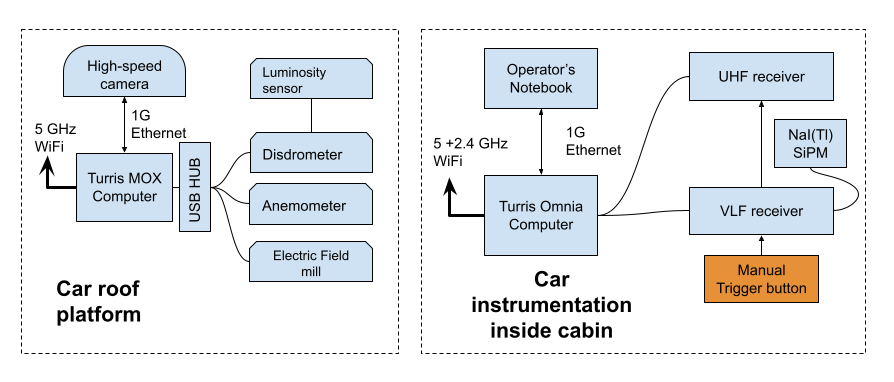 High-speed
camera
Luminosity
sensor
1G
Ethernet
5 GHz
WiFi
Turris MOX
Computer
USB HUB
Disdrometer
Anemometer
Electric Field
mill
Car roof
platform
Operator's
Notebook
UHF receiver
1G
Ethernet
5 +2.4 GHz
WiFi
NaI(Tl)
SiPM
Turris Omnia
Computer
VLF receiver
Manual
Trigger button
Car
instrumentation
inside cabin